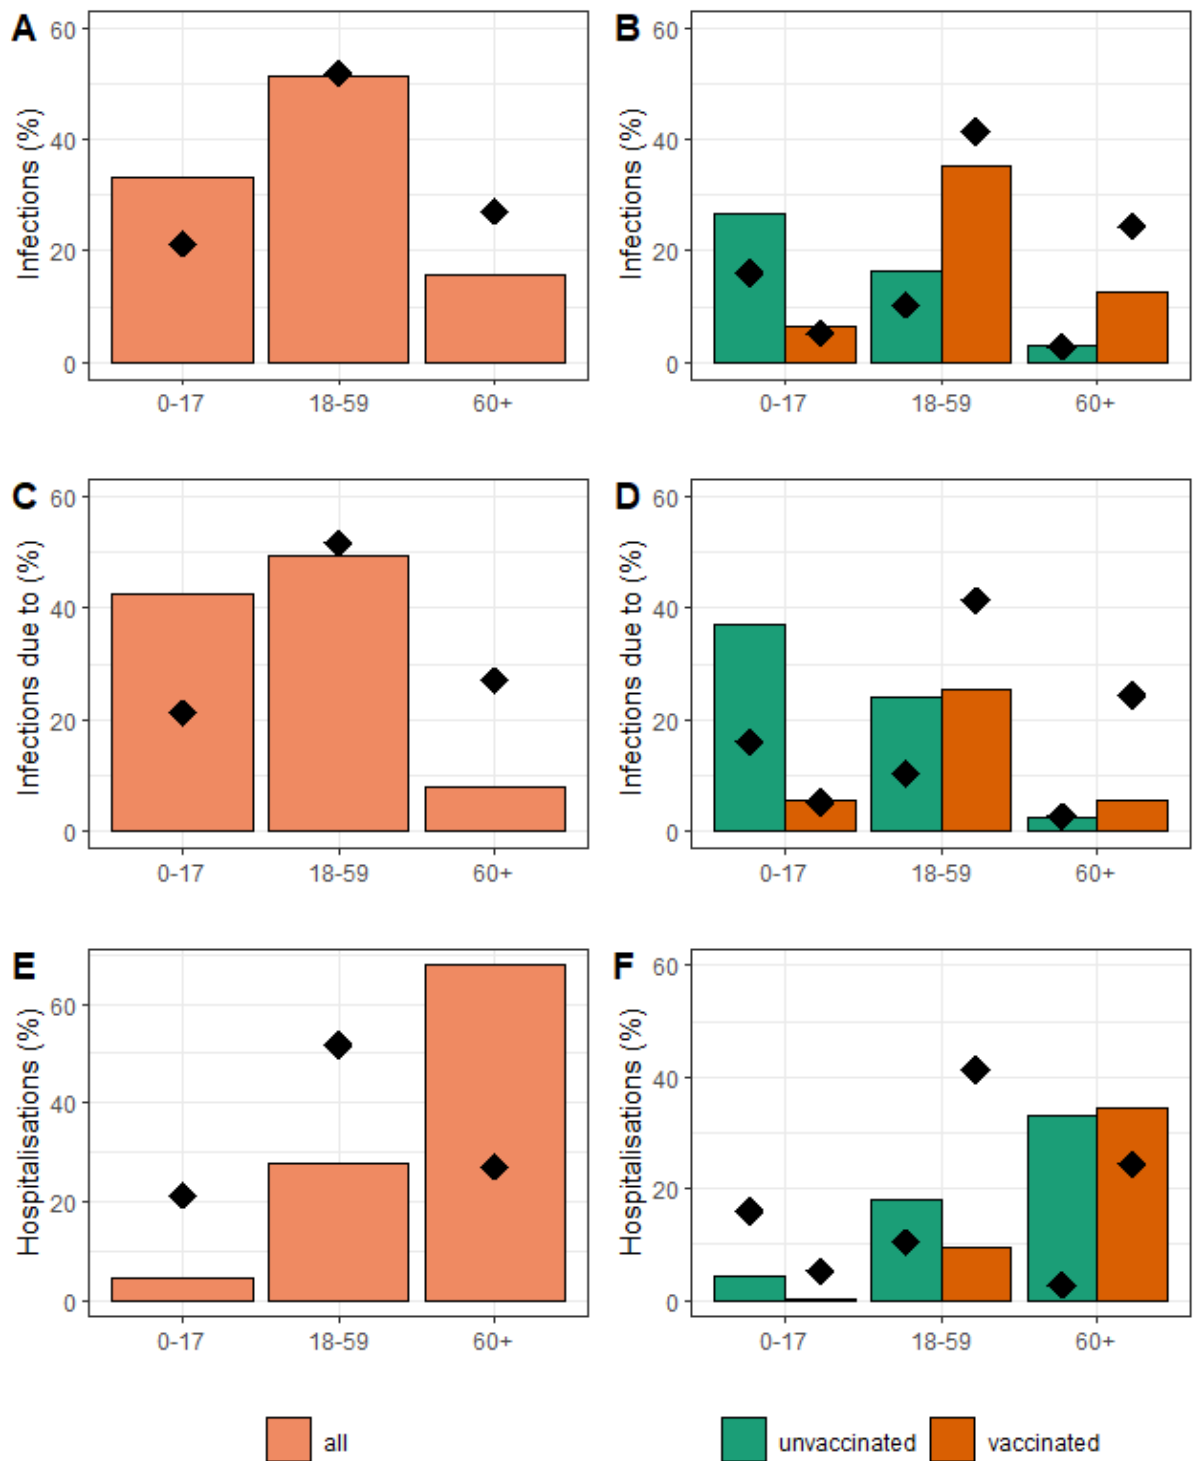 A
Infections (%)
60
40
20
0
0-17 18-59 60+
B
Infections (%)
60
40
20
0
0-17 18-59 60+
C
Infections due to (%)
60
40
20
0
0-17 18-59 60+
D
Infections due to (%)
60
40
20
0
0-17 18-59 60+
E
Hospitalisations (%)
60
40
20
0
0-17 18-59 60+
F
Hospitalisations (%)
60
40
20
0
0-17 18-59 60+
all
unvaccinated vaccinated